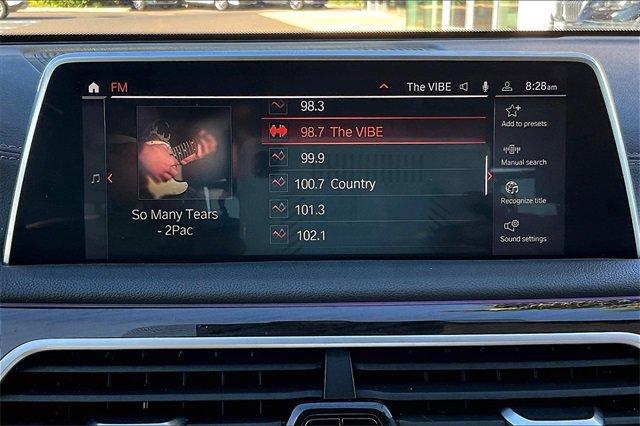 FM
The VIBE
8:28am
98.3
98.7 The VIBE
99.9
100.7 Country
101.3
102.1
So Many Tears
- 2Pac
Add to presets
Manual search
Recognize title
Sound settings